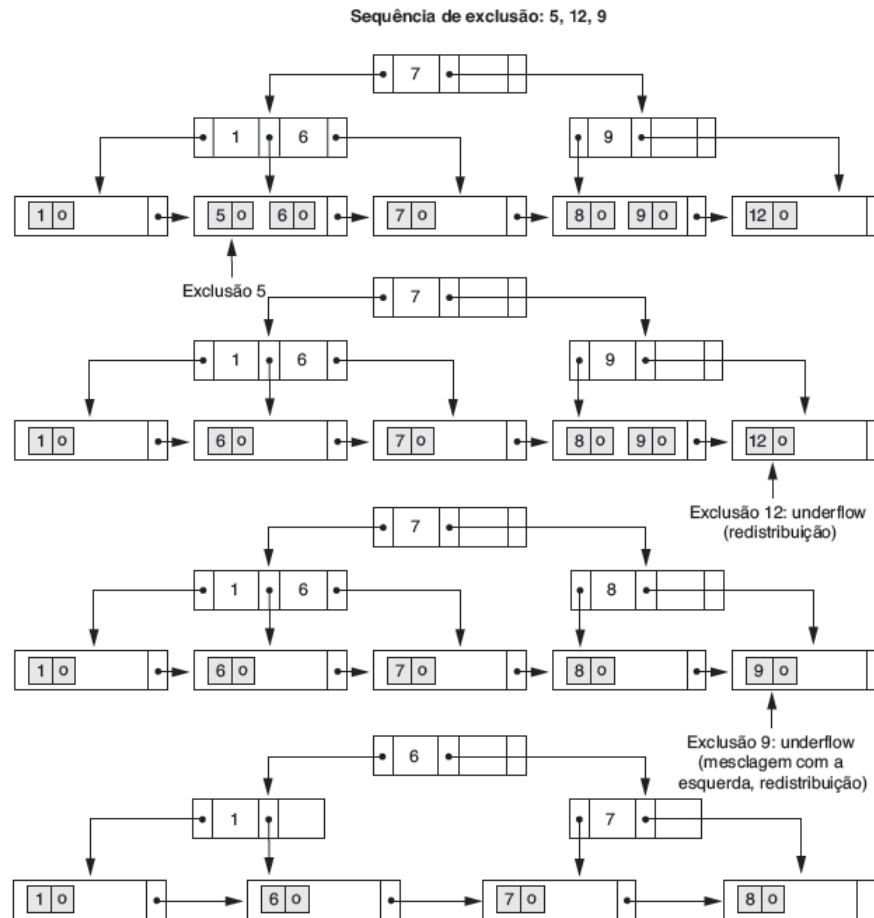 Sequência de exclusão: 5, 12, 9
7
1 6
9
1 o
5 o 6 o
7 o
8 o 9 o
12 o
Exclusão 5
7
1 6
9
1 o
6 o
7 o
8 o 9 o
12 o
Exclusão 12: underflow
(redistribuição)
7
1 6
8
1 o
6 o
7 o
8 o
9 o
Exclusão 9: underflow
(mesclagem com a
esquerda, redistribuição)
6
1
7
1 o
6 o
7 o
8 o